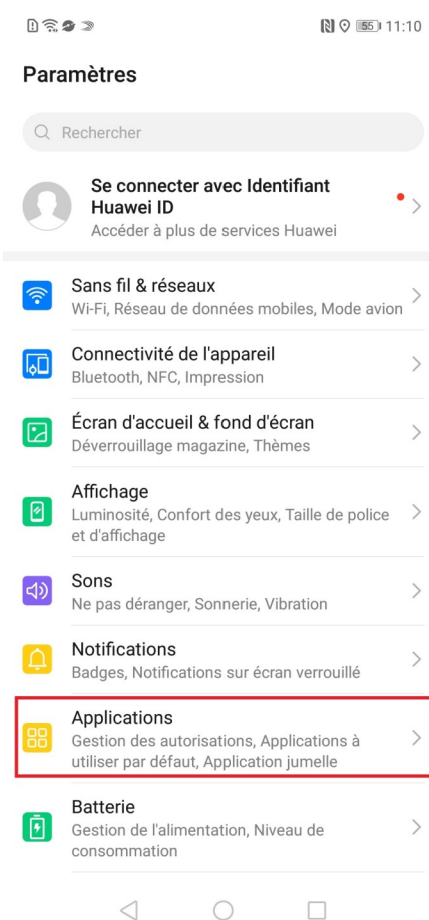 55 11:10
Paramètres
Rechercher
Se connecter avec Identifiant
Huawei ID
Accéder à plus de services Huawei
Sans fil & réseaux
Wi-Fi, Réseau de données mobiles, Mode avion
Connectivité de l'appareil
Bluetooth, NFC, Impression
Écran d'accueil & fond d'écran
Déverrouillage magazine, Thèmes
Affichage
Luminosité, Confort des yeux, Taille de police
et d'affichage
Sons
Ne pas déranger, Sonnerie, Vibration
Notifications
Badges, Notifications sur écran verrouillé
Applications
Gestion des autorisations, Applications à
utiliser par défaut, Application jumelle
Batterie
Gestion de l'alimentation, Niveau de
consommation